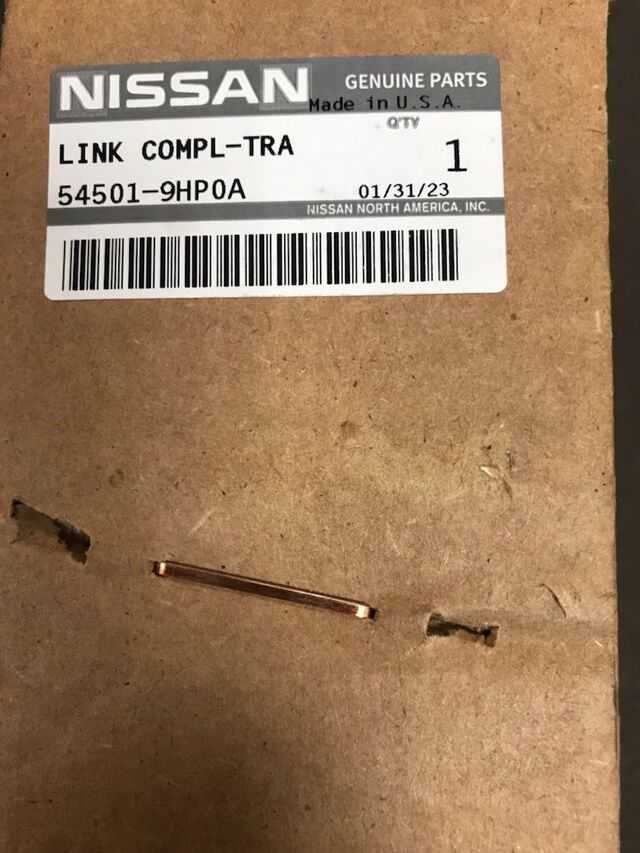 NISSAN GENUINE PARTS
Made in U.S.A.
Q'TY
LINK COMPL-TRA 1
54501-9HP0A 01/31/23
NISSAN NORTH AMERICA, INC.